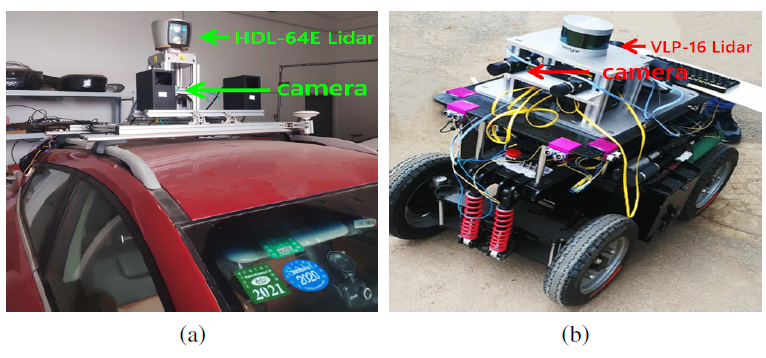 HDL-64E Lidar
camera
2021
2020
(a)
VLP-16 Lidar
camera
(b)